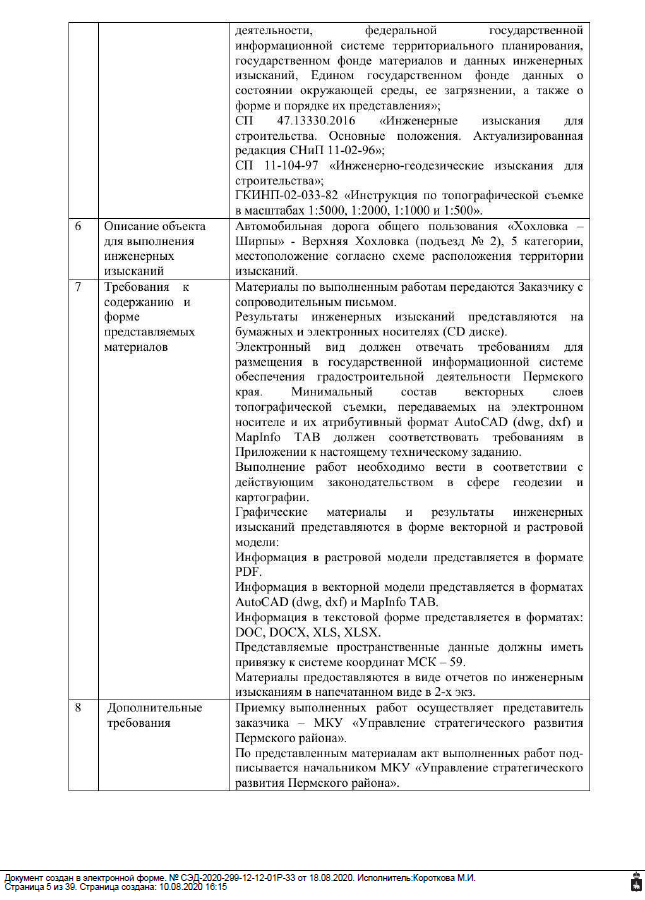 деятельности, федеральной государственной
информационной системе территориального планирования,
государственном фонде материалов и данных инженерных
изысканий, Едином государственном фонде данных о
состоянии окружающей среды, ее загрязнении, а также о
форме и порядке их представления»;
СП 47.13330.2016 «Инженерные изыскания для
строительства. Основные положения. Актуализированная
редакция СНиП 11-02-96»;
СП 11-104-97 «Инженерно-геодезические изыскания для
строительства»;
ГКИНП-02-033-82 «Инструкция по топографической съемке
в масштабах 1:5000, 1:2000, 1:1000 и 1:500».
6
Описание объекта
для выполнения
инженерных
изысканий
Автомобильная дорога общего пользования «Хохловка –
Ширпы» - Верхняя Хохловка (подъезд № 2), 5 категории,
местоположение согласно схеме расположения территории
изысканий.
7
Требования к
содержанию и
форме
представляемых
материалов
Материалы по выполненным работам передаются Заказчику с
сопроводительным письмом.
Результаты инженерных изысканий представляются на
бумажных и электронных носителях (CD диске).
Электронный вид должен отвечать требованиям для
размещения в государственной информационной системе
обеспечения градостроительной деятельности Пермского
края. Минимальный состав векторных слоев
топографической съемки, передаваемых на электронном
носителе и их атрибутивный формат AutoCAD (dwg, dxf) и
MapInfo TAB должен соответствовать требованиям в
Приложении к настоящему техническому заданию.
Выполнение работ необходимо вести в соответствии с
действующим законодательством в сфере геодезии и
картографии.
Графические материалы и результаты инженерных
изысканий представляются в форме векторной и растровой
модели:
Информация в растровой модели представляется в формате
PDF.
Информация в векторной модели представляется в форматах
AutoCAD (dwg, dxf) и MapInfo TAB.
Информация в текстовой форме представляется в форматах:
DOC, DOCX, XLS, XLSX.
Представляемые пространственные данные должны иметь
привязку к системе координат МСК – 59.
Материалы предоставляются в виде отчетов по инженерным
изысканиям в напечатанном виде в 2-х экз.
8
Дополнительные
требования
Приемку выполненных работ осуществляет представитель
заказчика – МКУ «Управление стратегического развития
Пермского района».
По представленным материалам акт выполненных работ под-
писывается начальником МКУ «Управление стратегического
развития Пермского района».
Документ создан в электронной форме. № СЭД-2020-299-12-12-01Р-33 от 18.08.2020. Исполнитель:Короткова М.И.
Страница 5 из 39. Страница создана: 10.08.2020 16:15